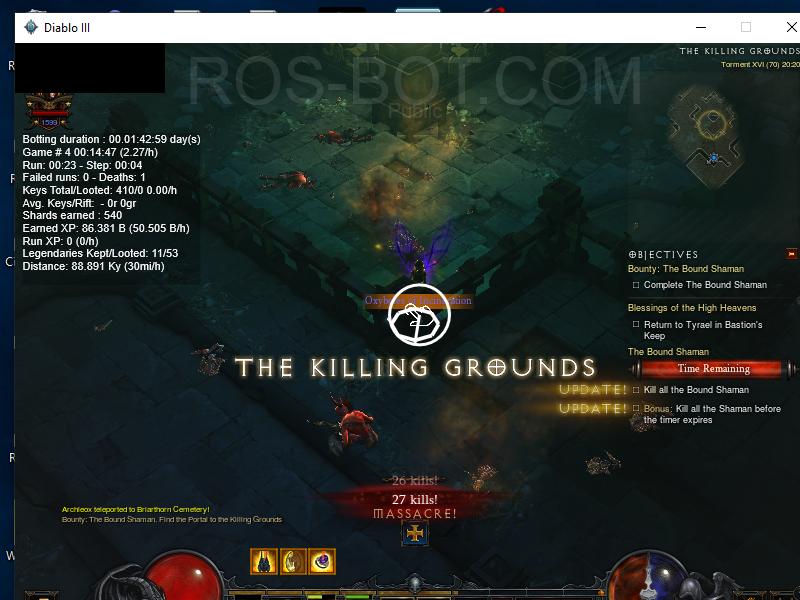 Diablo III
THE KILLING GROUNDS
Torment XVI (70) 20:20
ROS-BOT.COM
Public
1599
Botting duration : 00.01:42:59 day(s)
Game # 4 00:14:47 (2.27/h)
Run: 00:23 - Step: 00:04
Failed runs: 0 - Deaths: 1
Keys Total/Looted: 410/0 0.00/h
Avg. Keys/Rift: - 0r 0gr
Shards earned : 540
Earned XP: 86.381 B (50.505 B/h)
Run XP: 0 (0/h)
Legendaries Kept/Looted: 11/53
Distance: 88.891 Ky (30mi/h)
OBJECTIVES
Bounty: The Bound Shaman
Complete The Bound Shaman
Blessings of the High Heavens
Return to Tyrael in Bastion's
Keep
The Bound Shaman
Time Remaining
UPDATE! Kill all the Bound Shaman
UPDATE! Bonus: Kill all the Shaman before
the timer expires
THE KILLING GROUNDS
26 kills!
27 kills!
MASSACRE!
Archleox teleported to Briarthorn Cemetery!
Bounty: The Bound Shaman, Find the Portal to the Killing Grounds